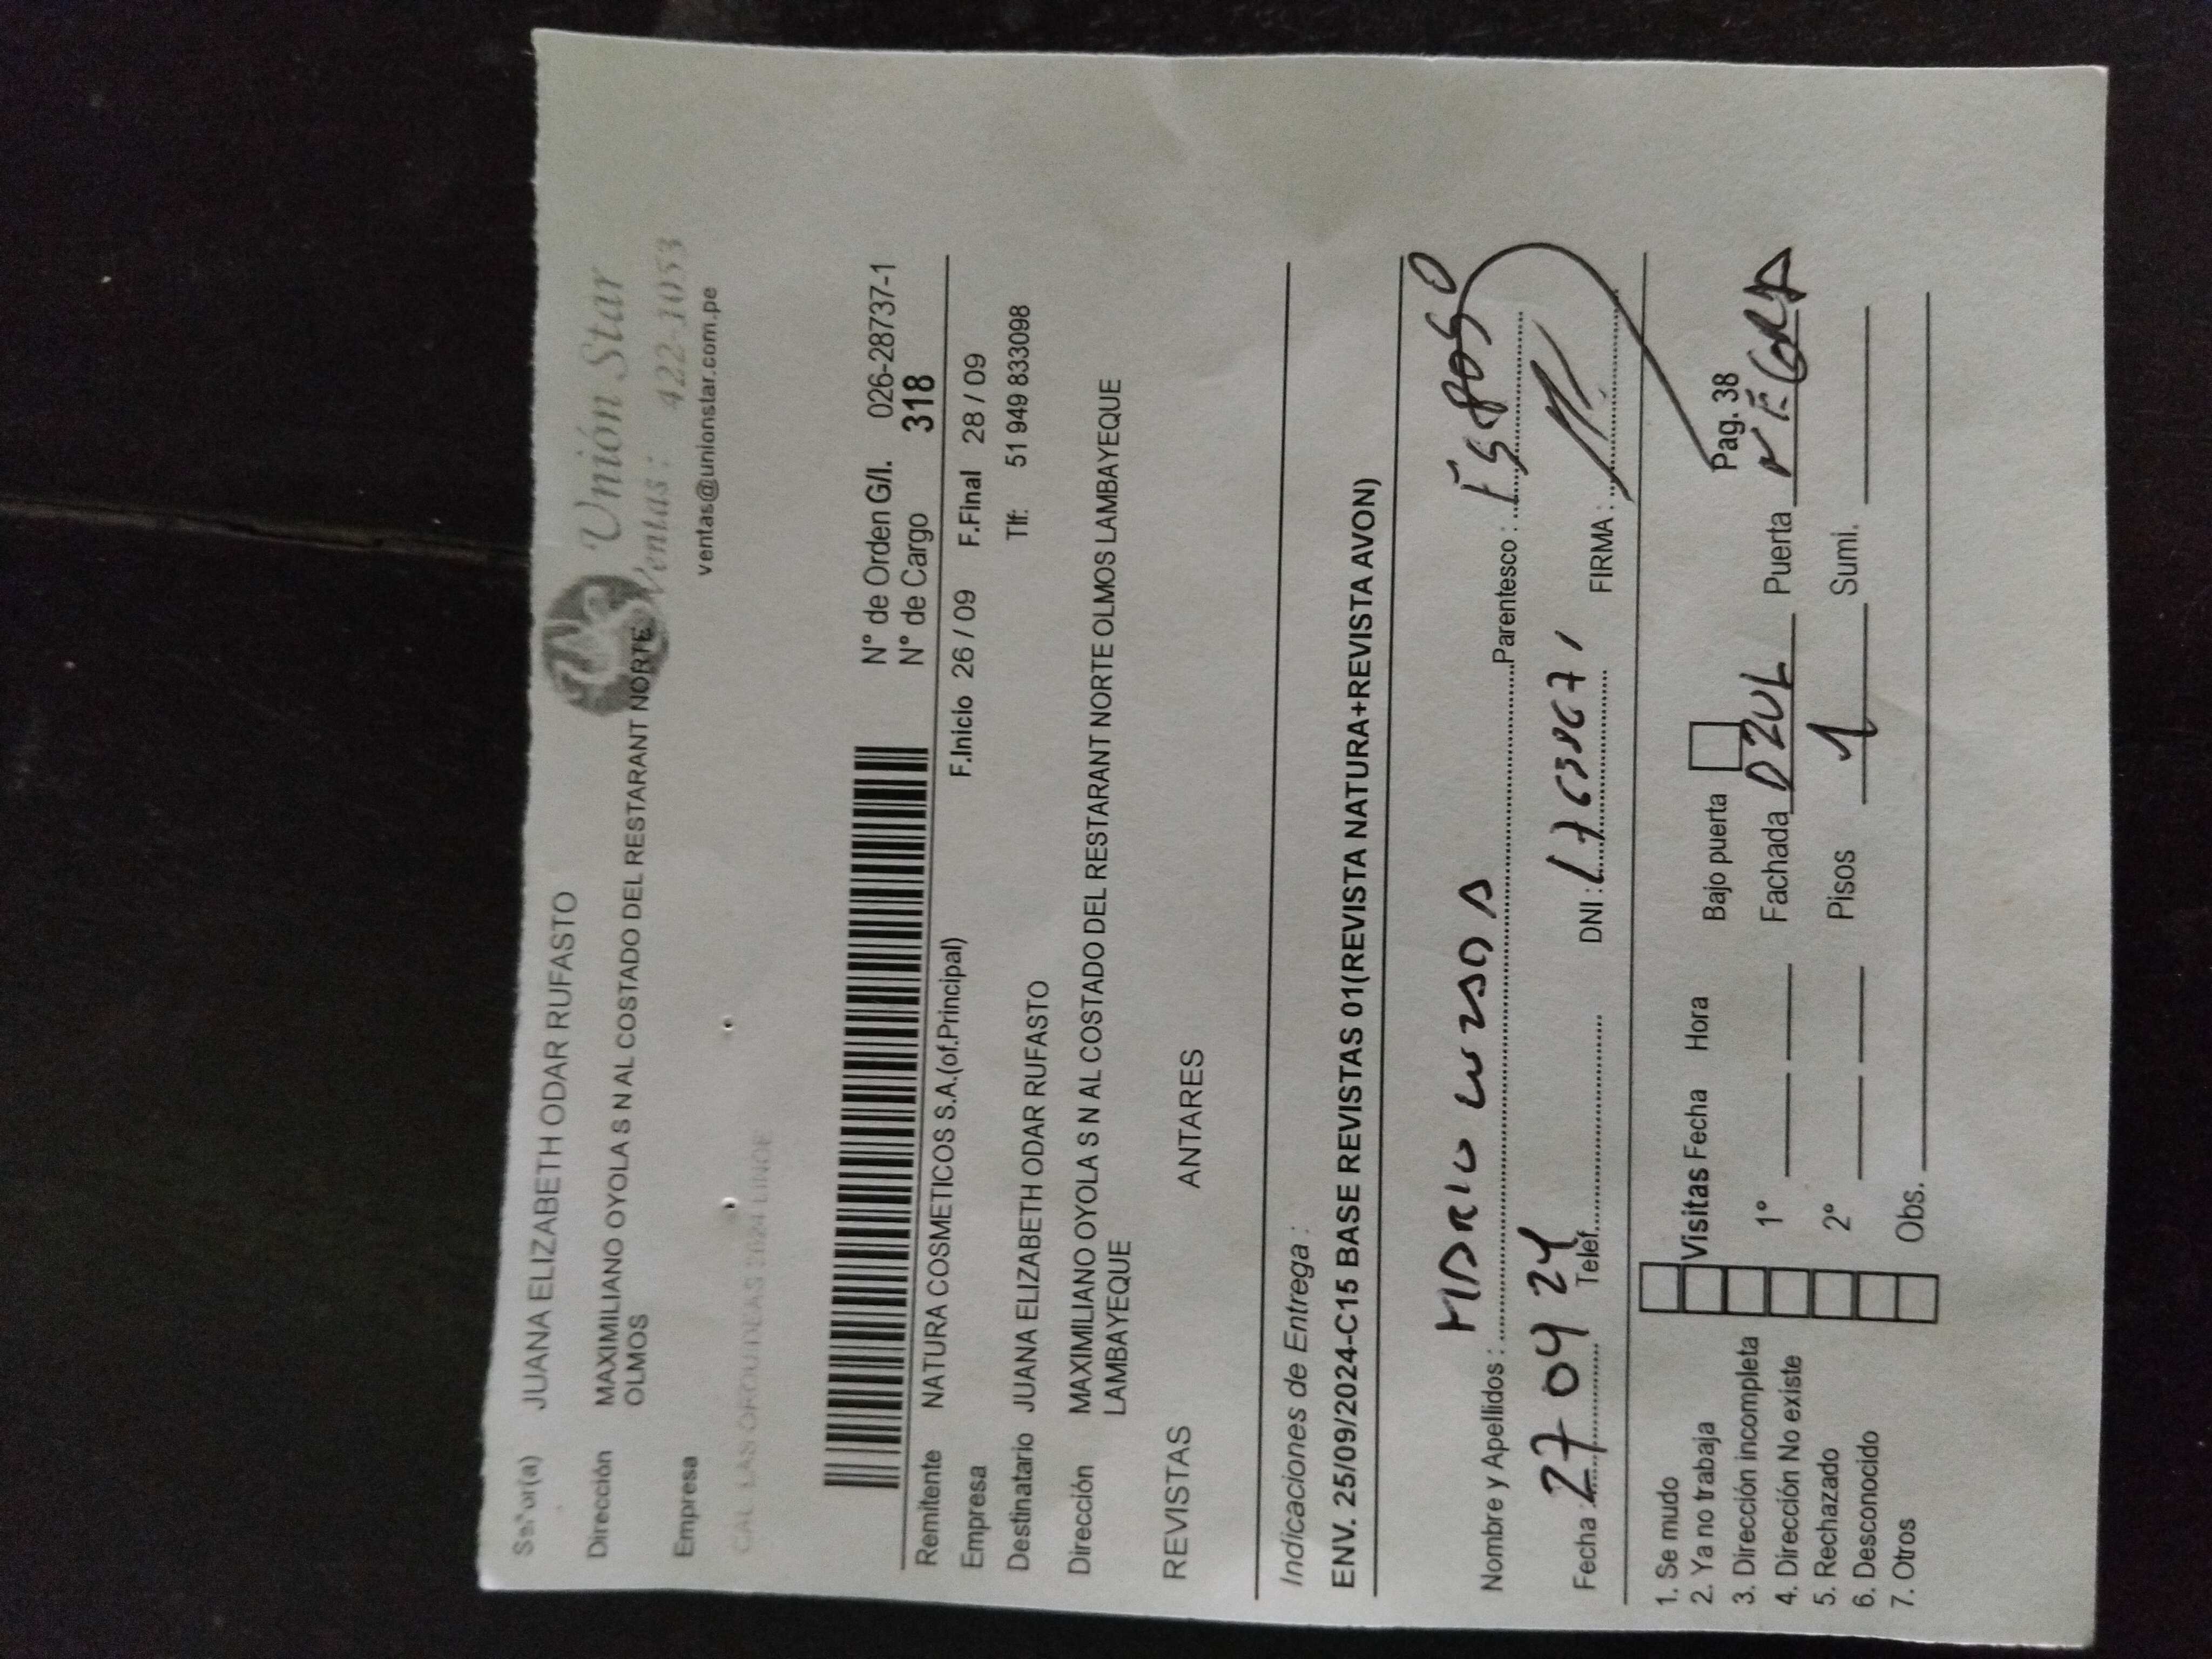 Señor(a) JUANA ELIZABETH ODAR RUFASTO
Unión Star
Dirección MAXIMILIANO OYOLA S N AL COSTADO DEL RESTARANT NORTE
OLMOS
Ventas: 422-1053
Empresa
ventas@unionstar.com.pe
N° de Orden G/I. 026-28737-1
N° de Cargo 318
Remitente NATURA COSMETICOS S.A.(of.Principal)
F.Inicio 26 / 09 F.Final 28 / 09
Empresa
Destinatario JUANA ELIZABETH ODAR RUFASTO
Tlf: 51 949 833098
Dirección MAXIMILIANO OYOLA S N AL COSTADO DEL RESTARANT NORTE OLMOS LAMBAYEQUE
LAMBAYEQUE
REVISTAS ANTARES
Indicaciones de Entrega :
ENV. 25/09/2024-C15 BASE REVISTAS 01(REVISTA NATURA+REVISTA AVON)
Nombre y Apellidos : MARIO Parentesco : ESPOSO
Fecha : 27 09 24 Telef. DNI : FIRMA :
1. Se mudo
2. Ya no trabaja Visitas Fecha Hora Bajo puerta Pag. 38
3. Dirección incompleta 1° Fachada AZUL Puerta NEGRA
4. Dirección No existe
5. Rechazado 2° Pisos 1 Sumi.
6. Desconocido
7. Otros Obs.